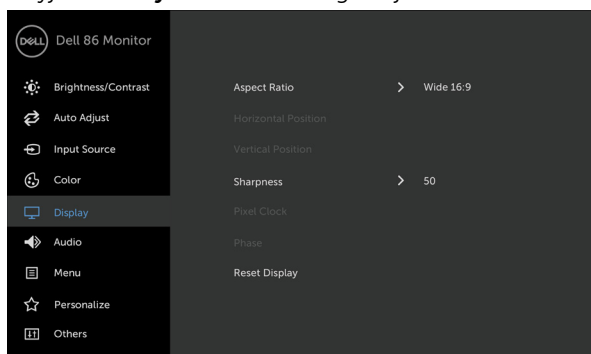 DELL
Dell 86 Monitor
Brightness/Contrast
Auto Adjust
Input Source
Color
Display
Audio
Menu
Personalize
Others
Aspect Ratio > Wide 16:9
Horizontal Position
Vertical Position
Sharpness > 50
Pixel Clock
Phase
Reset Display